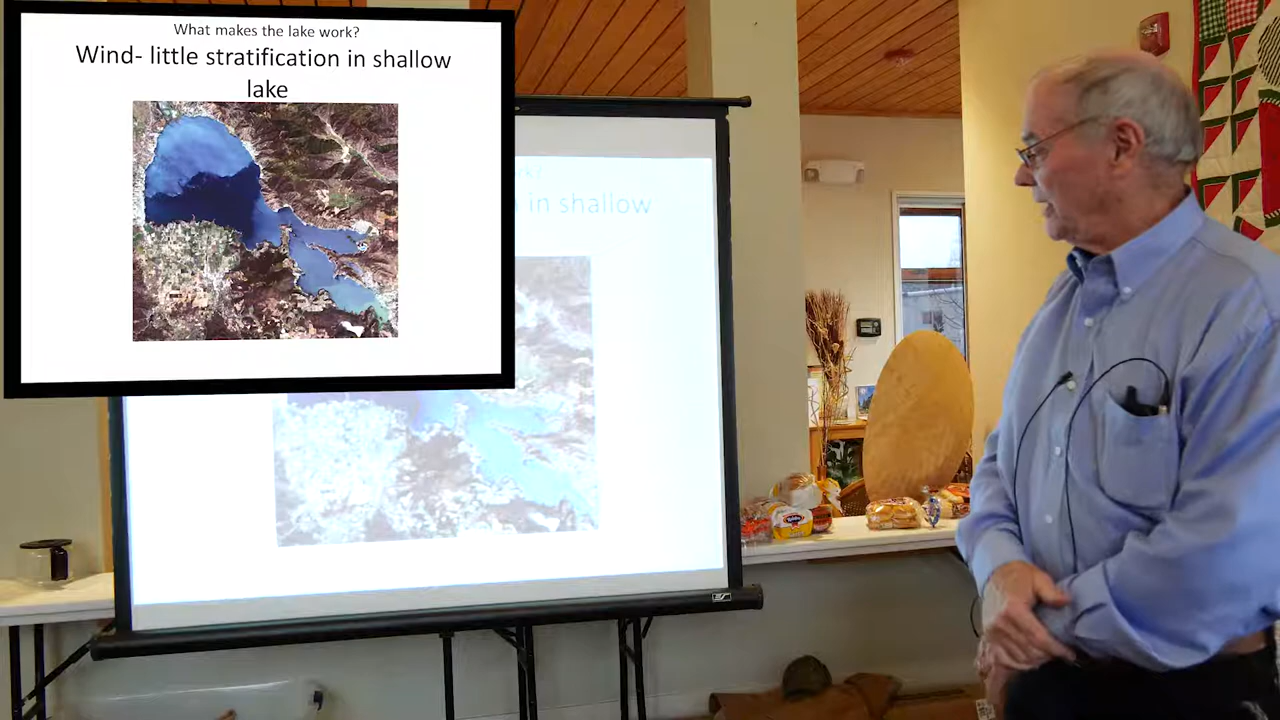 What makes the lake work?
Wind- little stratification in shallow
lake
in shallow